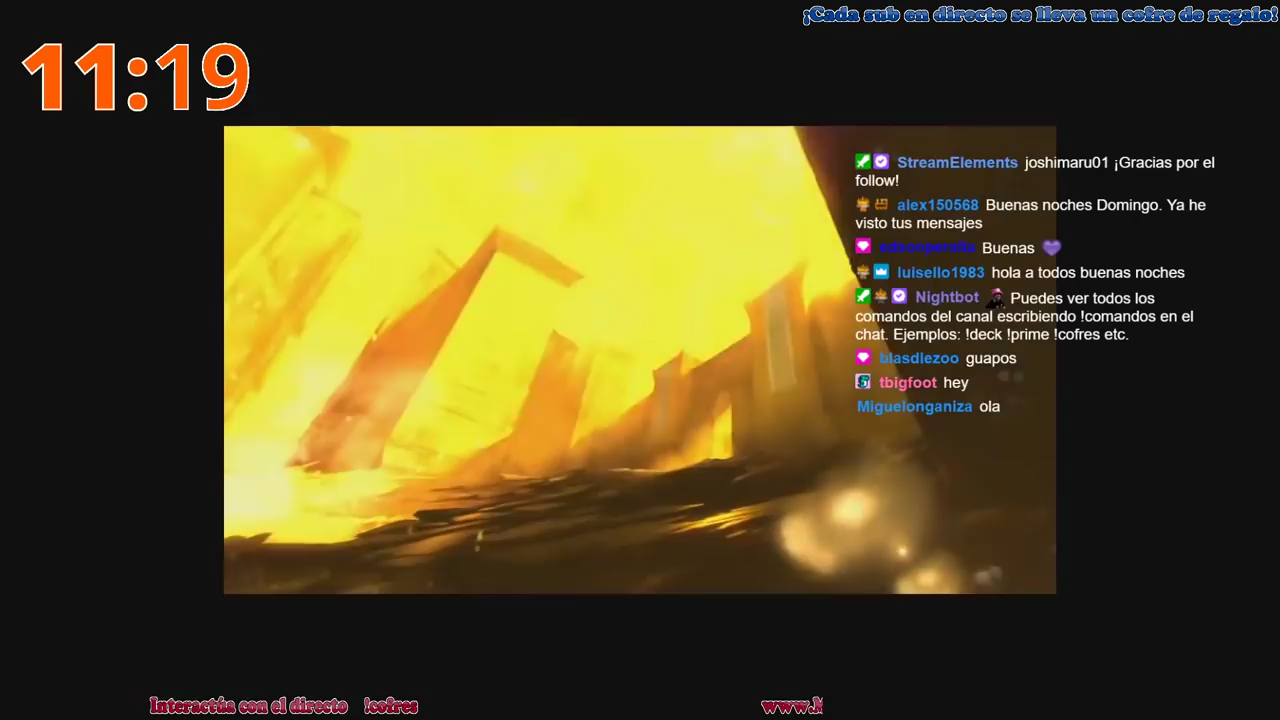 ¡Cada sub en directo se lleva un cofre de regalo!
11:19
StreamElements joshimaru01 ¡Gracias por el
follow!
alex150568 Buenas noches Domingo. Ya he
visto tus mensajes
edsonperalta Buenas
luisello1983 hola a todos buenas noches
Nightbot Puedes ver todos los
comandos del canal escribiendo !comandos en el
chat. Ejemplos: !deck !prime !cofres etc.
blasdlezoo guapos
tbigfoot hey
Miguelonganiza ola
Interactúa con el directo !cofres
www.M